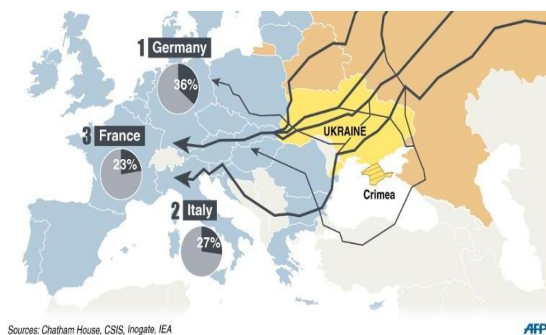 1 Germany
36%
3 France
23%
2 Italy
27%
UKRAINE
Crimea
Sources: Chatham House, CSIS, Inogate, IEA
AFP